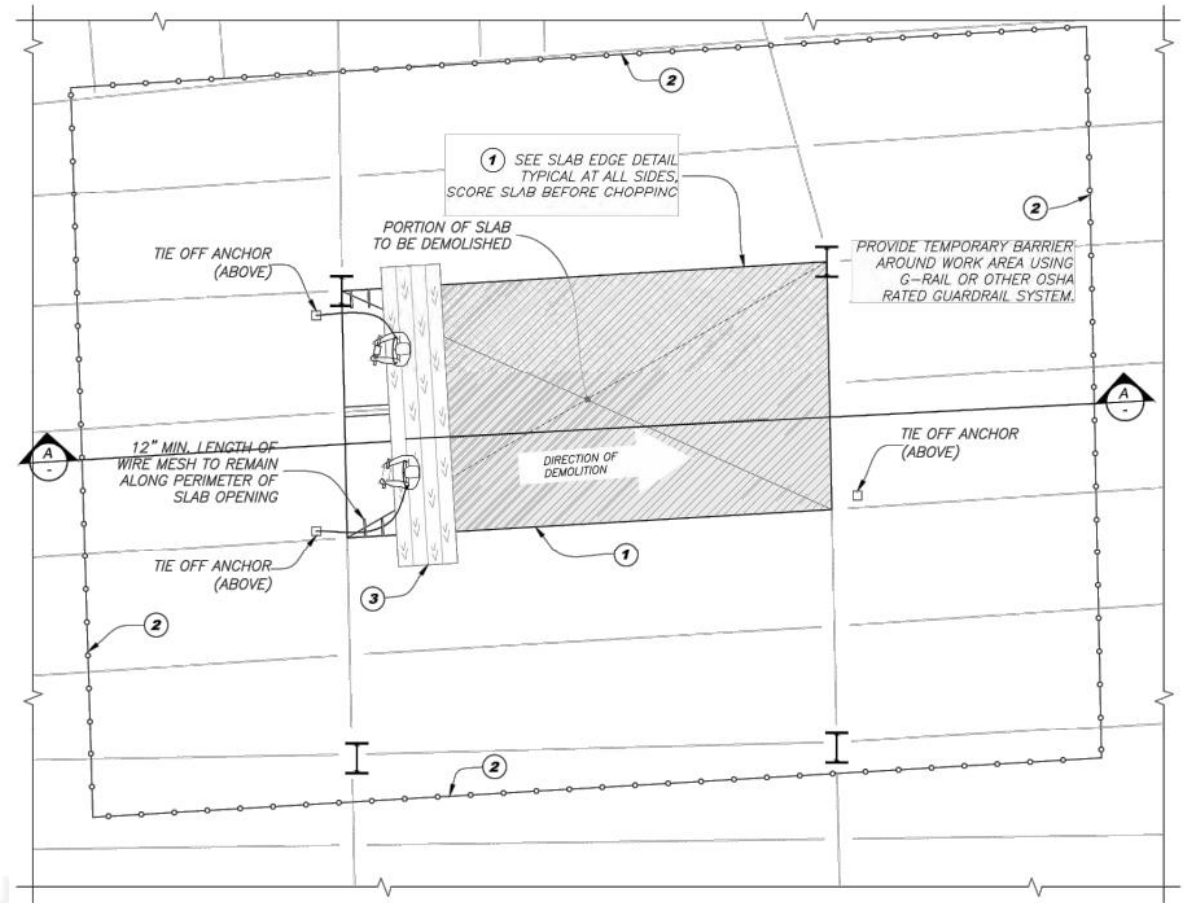 2
1 SEE SLAB EDGE DETAIL
TYPICAL AT ALL SIDES,
SCORE SLAB BEFORE CHOPPINC
2
PORTION OF SLAB
TO BE DEMOLISHED
TIE OFF ANCHOR
(ABOVE)
PROVIDE TEMPORARY BARRIER
AROUND WORK AREA USING
G-RAIL OR OTHER OSHA
RATED GUARDRAIL SYSTEM.
A
-
A
-
12" MIN. LENGTH OF
WIRE MESH TO REMAIN
ALONG PERIMETER OF
SLAB OPENING
DIRECTION OF
DEMOLITION
TIE OFF ANCHOR
(ABOVE)
TIE OFF ANCHOR
(ABOVE)
1
3
2
2